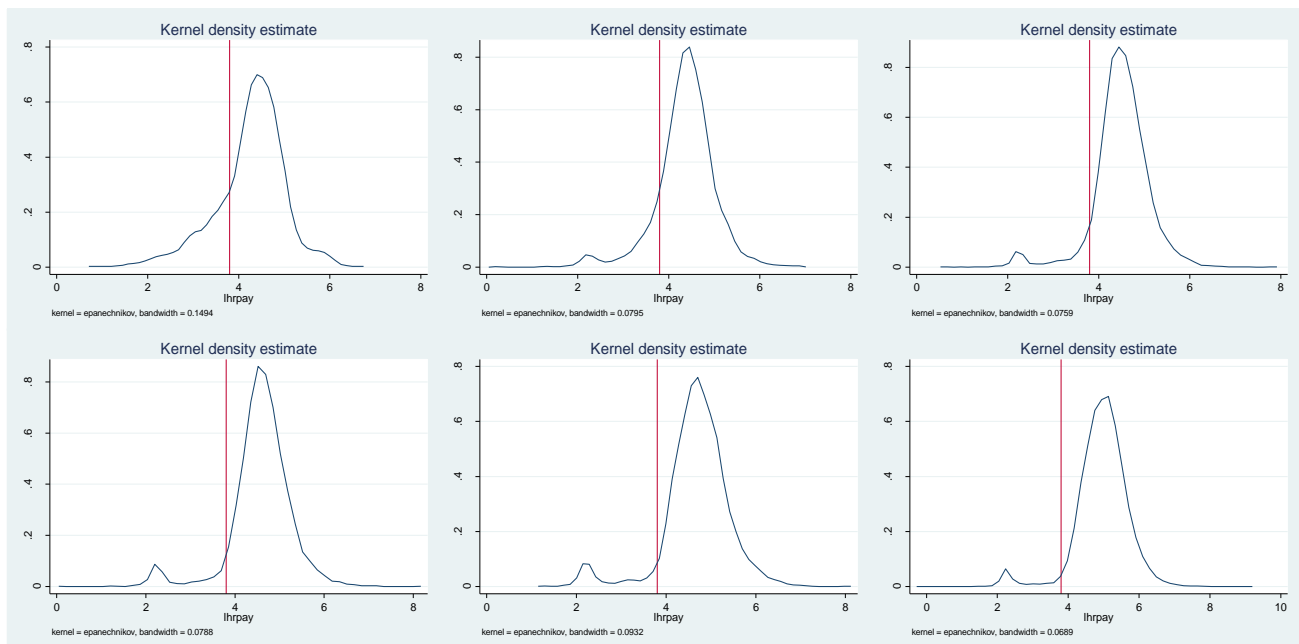 Kernel density estimate
.8
.6
.4
.2
0
0 2 4 6 8
lhrpay
kernel = epanechnikov, bandwidth = 0.1494
Kernel density estimate
.8
.6
.4
.2
0
0 2 4 6 8
lhrpay
kernel = epanechnikov, bandwidth = 0.0795
Kernel density estimate
.8
.6
.4
.2
0
0 2 4 6 8
lhrpay
kernel = epanechnikov, bandwidth = 0.0759
Kernel density estimate
.8
.6
.4
.2
0
0 2 4 6 8
lhrpay
kernel = epanechnikov, bandwidth = 0.0788
Kernel density estimate
.8
.6
.4
.2
0
0 2 4 6 8
lhrpay
kernel = epanechnikov, bandwidth = 0.0932
Kernel density estimate
.8
.6
.4
.2
0
0 2 4 6 8 10
lhrpay
kernel = epanechnikov, bandwidth = 0.0689